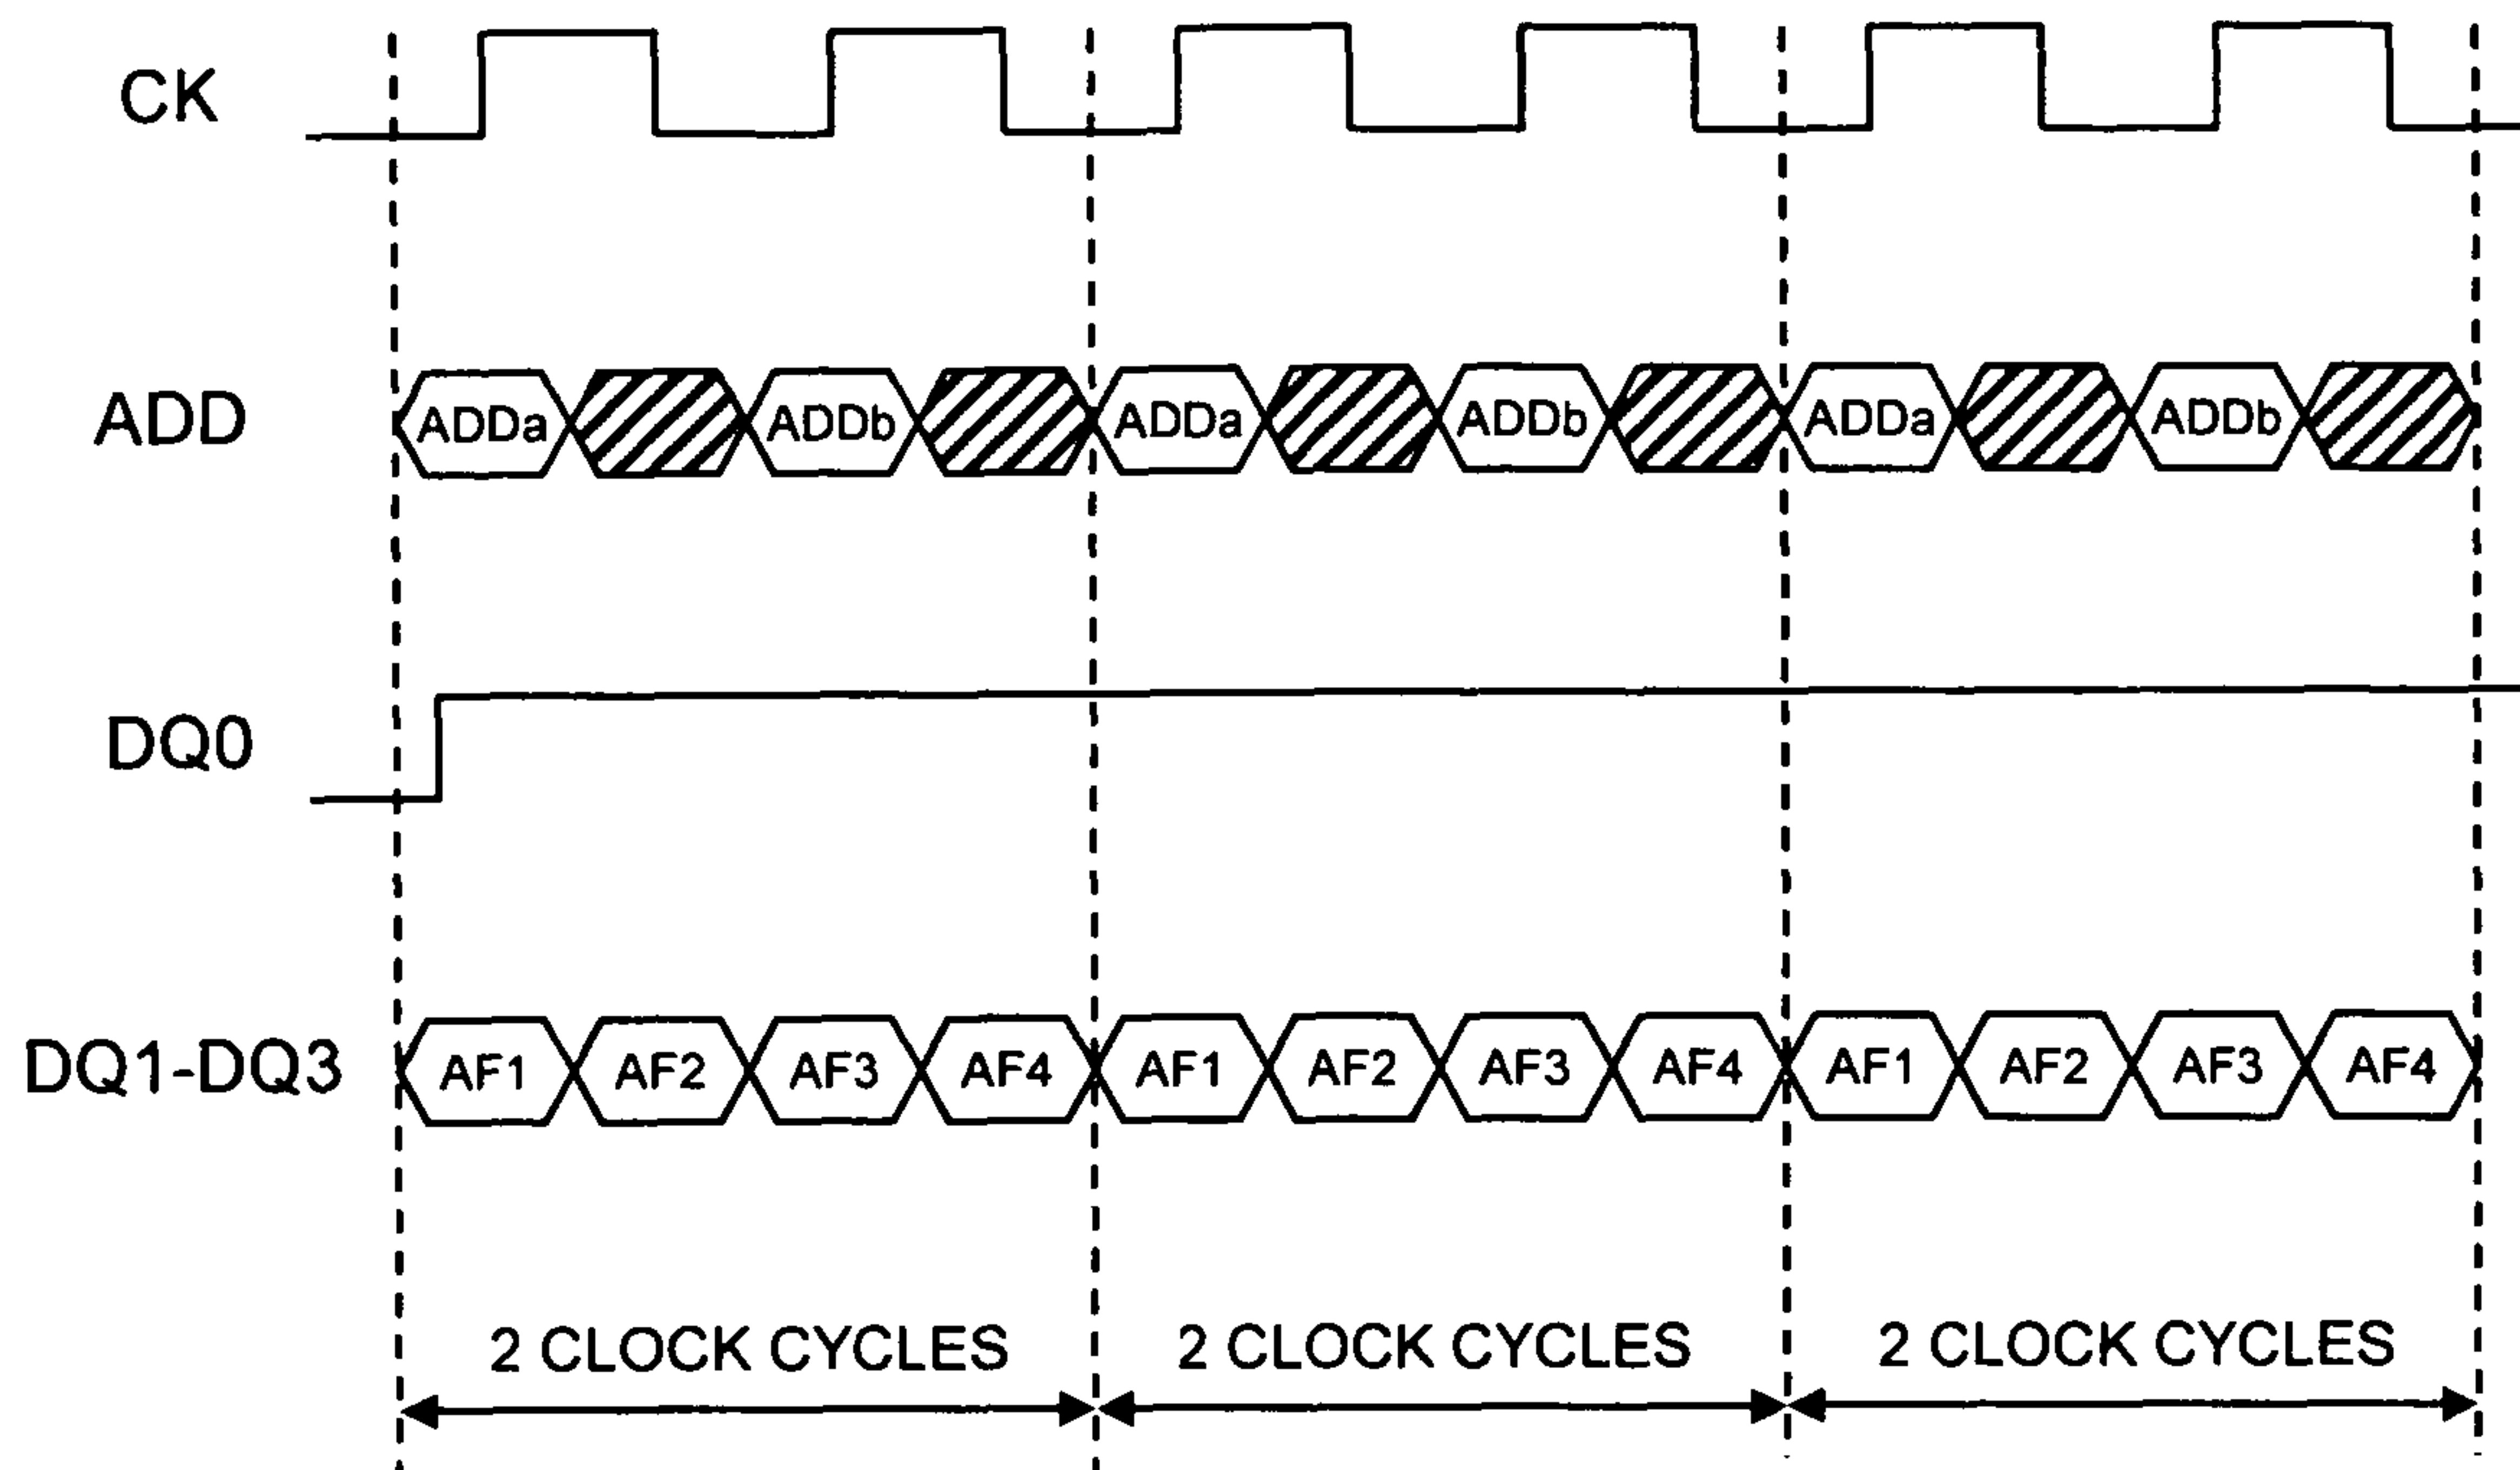 CK
ADD ADDa ADDb ADDa ADDb ADDa ADDb
DQ0
DQ1-DQ3 AF1 AF2 AF3 AF4 AF1 AF2 AF3 AF4 AF1 AF2 AF3 AF4
2 CLOCK CYCLES 2 CLOCK CYCLES 2 CLOCK CYCLES